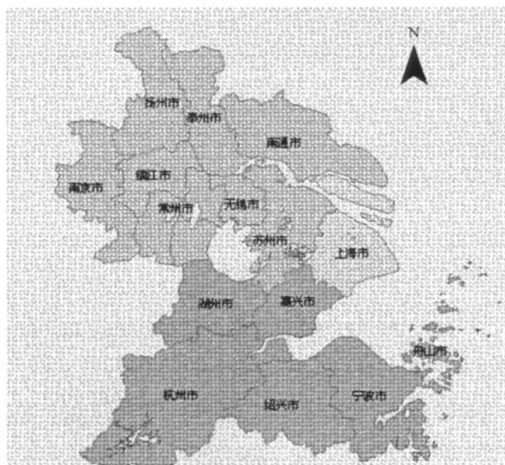 N
扬州市
泰州市
南通市
南京市
镇江市
常州市
无锡市
苏州市
上海市
湖州市
嘉兴市
舟山市
杭州市
绍兴市
宁波市